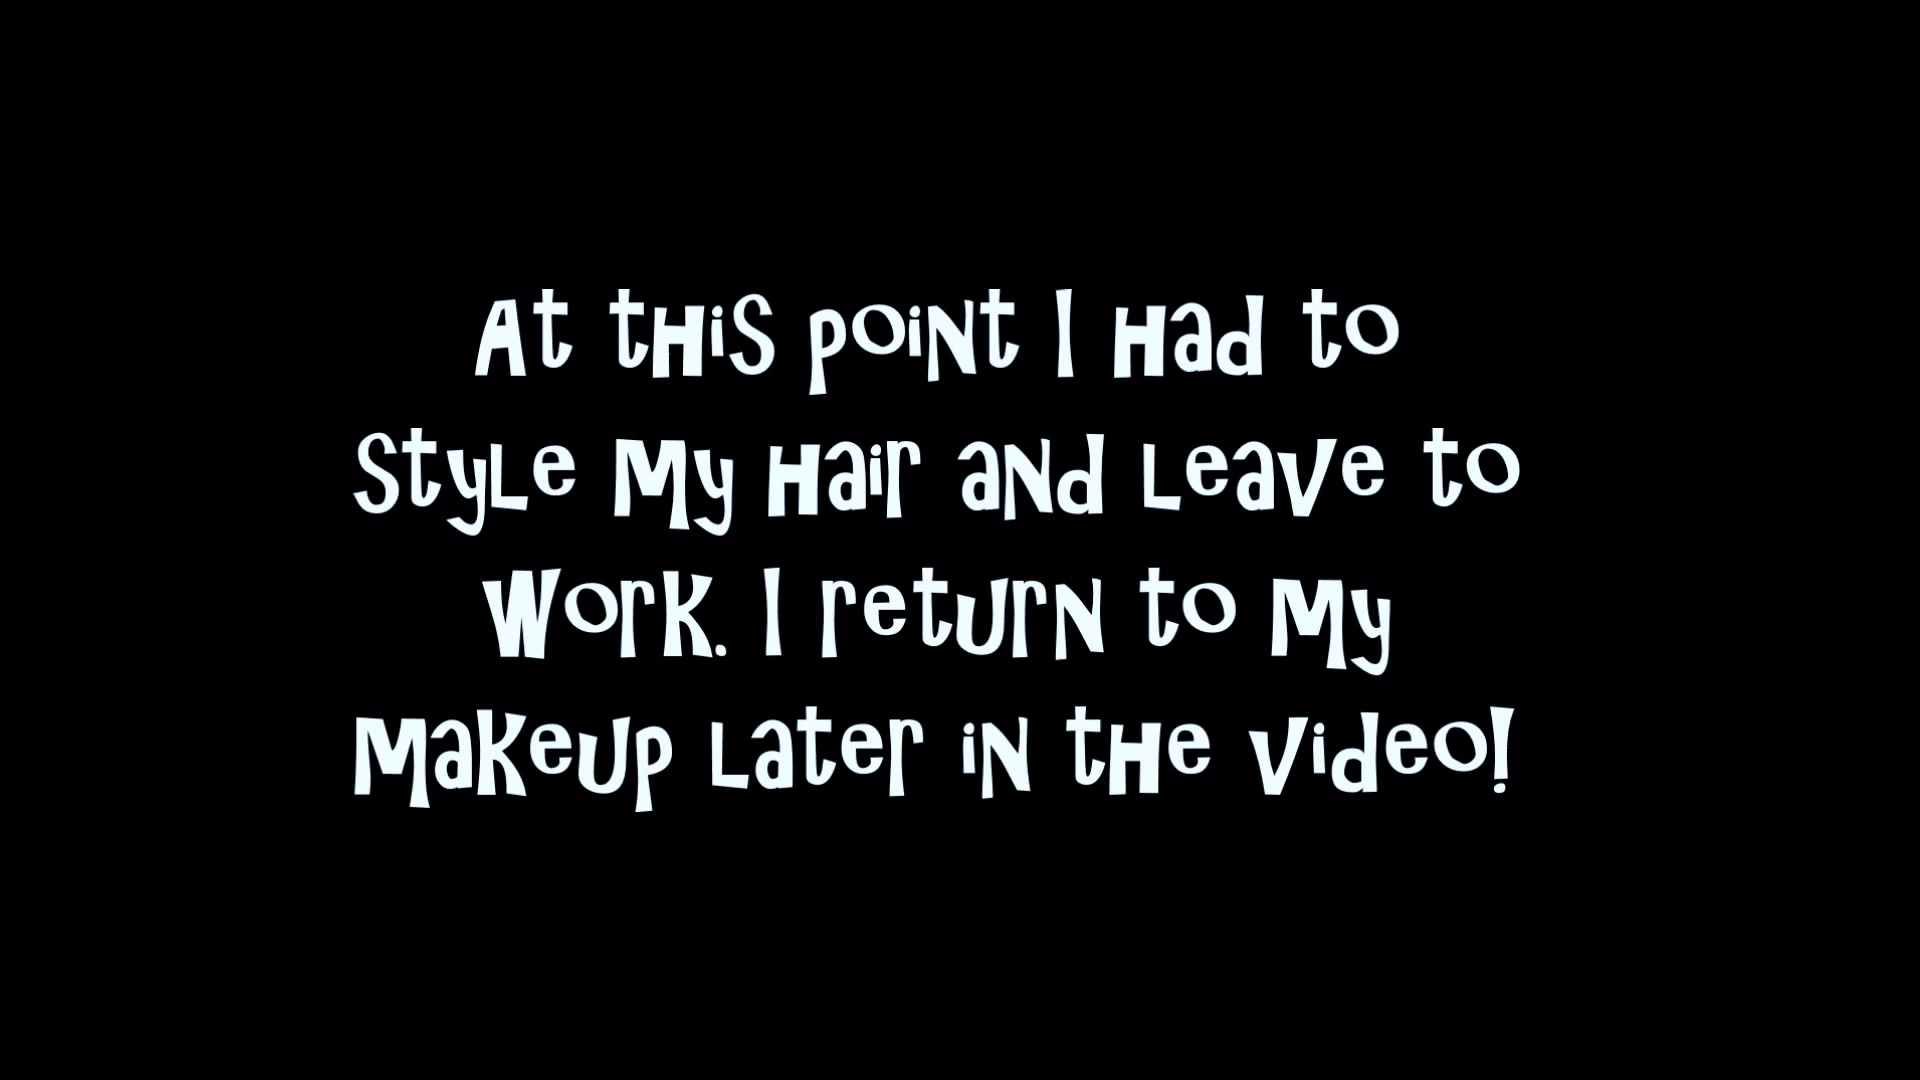 At this point I had to
style my hair and leave to
work. I return to my
makeup later in the video!